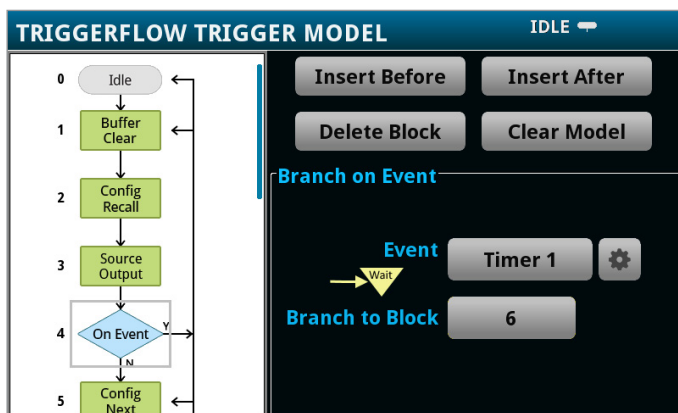 TRIGGERFLOW TRIGGER MODEL
IDLE
0
Idle
1
Buffer
Clear
2
Config
Recall
3
Source
Output
4
On Event
Y
N
5
Config
Next
Insert Before
Insert After
Delete Block
Clear Model
Branch on Event
Event
Timer 1
Wait
Branch to Block
6